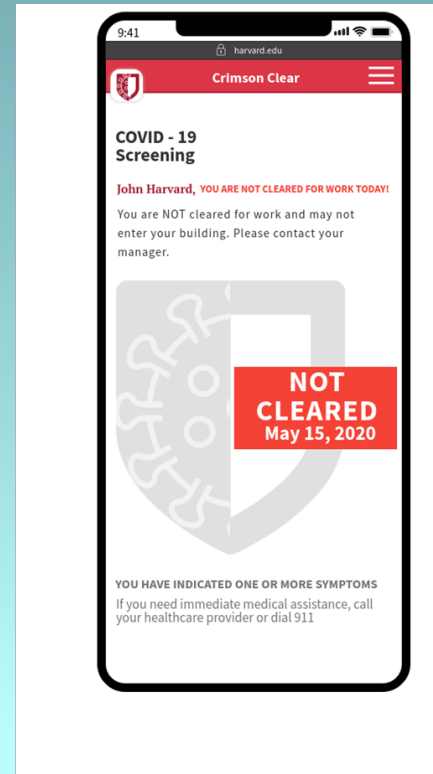 9:41
harvard.edu
Crimson Clear
COVID - 19
Screening
John Harvard, YOU ARE NOT CLEARED FOR WORK TODAY!
You are NOT cleared for work and may not
enter your building. Please contact your
manager.
NOT
CLEARED
May 15, 2020
YOU HAVE INDICATED ONE OR MORE SYMPTOMS
If you need immediate medical assistance, call
your healthcare provider or dial 911